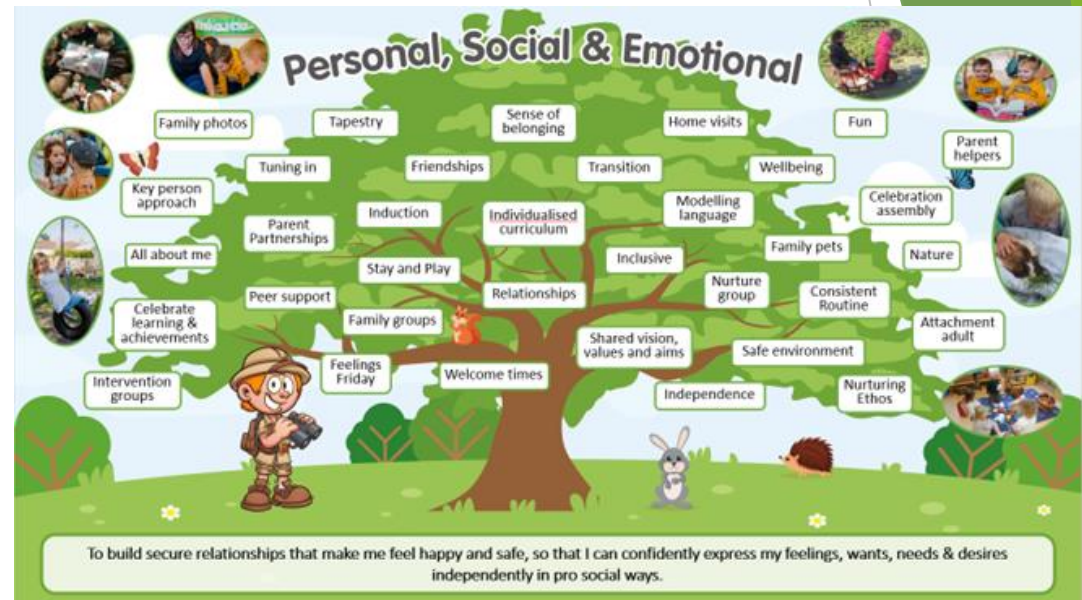 Personal, Social & Emotional
Family photos
Tapestry
Sense of
belonging
Home visits
Fun
Parent
helpers
Tuning in
Friendships
Transition
Wellbeing
Key person
approach
Induction
Individualised
curriculum
Modelling
language
Celebration
assembly
Parent
Partnerships
All about me
Stay and Play
Inclusive
Family pets
Nature
Peer support
Relationships
Nurture
group
Consistent
Routine
Celebrate
learning &
achievements
Family groups
Shared vision,
values and aims
Safe environment
Attachment
adult
Intervention
groups
Feelings
Friday
Welcome times
Independence
Nurturing
Ethos
To build secure relationships that make me feel happy and safe, so that I can confidently express my feelings, wants, needs & desires
independently in pro social ways.